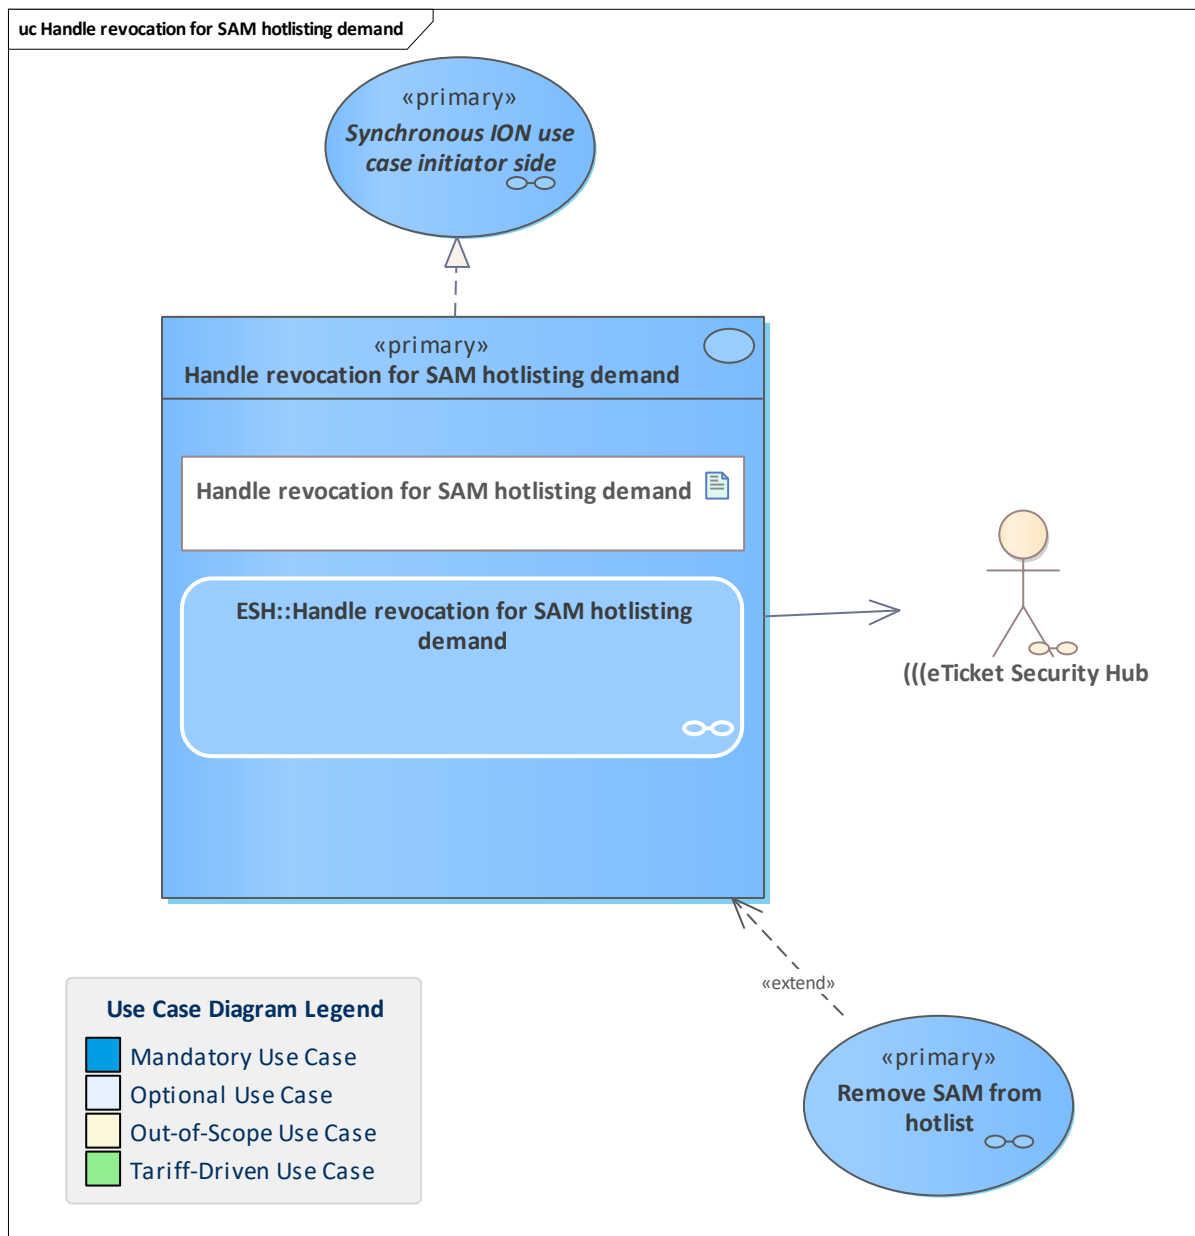 uc Handle revocation for SAM hotlisting demand
«primary»
Synchronous ION use
case initiator side
«primary»
Handle revocation for SAM hotlisting demand
Handle revocation for SAM hotlisting demand
ESH::Handle revocation for SAM hotlisting
demand
(((eTicket Security Hub
«extend»
«primary»
Remove SAM from
hotlist
Use Case Diagram Legend
Mandatory Use Case
Optional Use Case
Out-of-Scope Use Case
Tariff-Driven Use Case